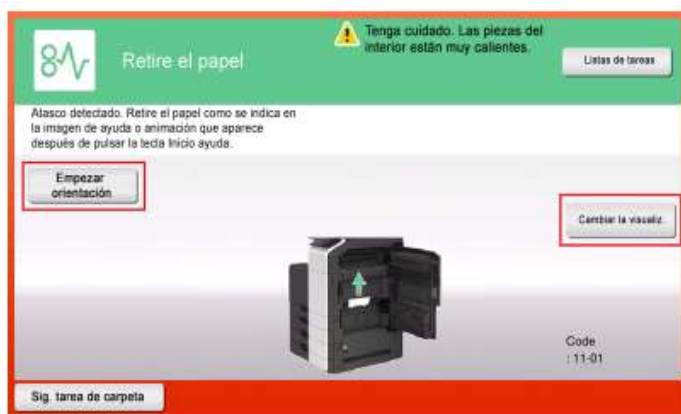 Retire el papel
Tenga cuidado. Las piezas del
interior están muy calientes.
Listas de tareas
Atasco detectado. Retire el papel como se indica en
la imagen de ayuda o animación que aparece
después de pulsar la tecla Inicio ayuda.
Empezar
orientación
Cambiar la visualiz.
Code
: 11-01
Sig. tarea de carpeta